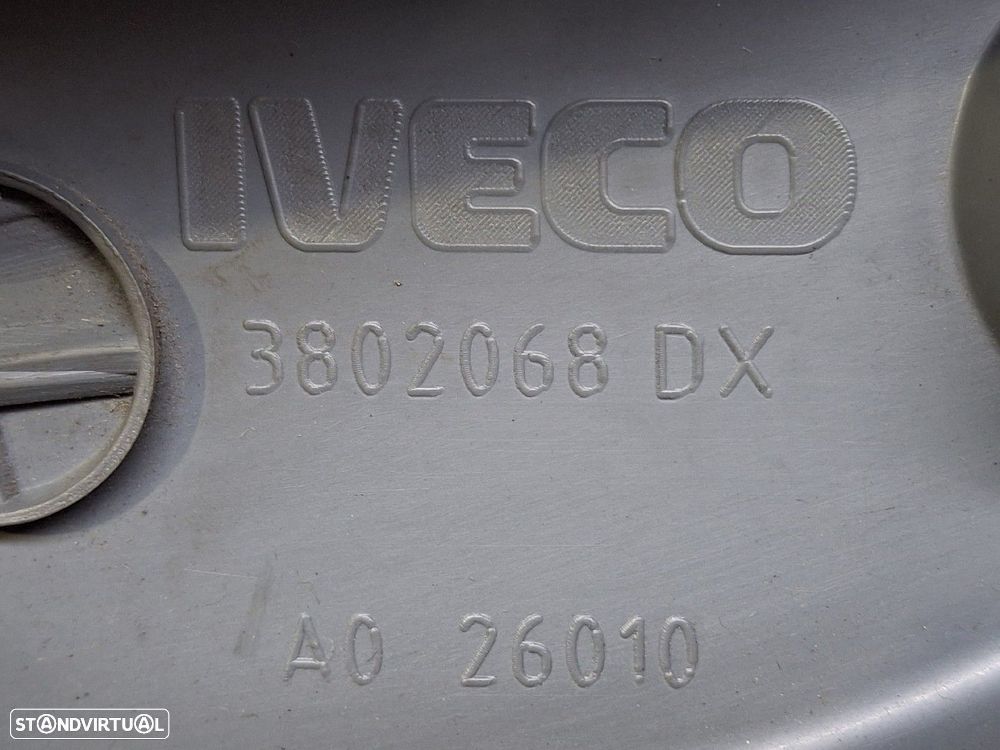 IVECO
3802068 DX
A0 26010
STANDVIRTUAL